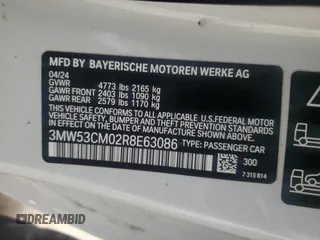 MFD BY BAYERISCHE MOTOREN WERKE AG
04/24
GVWR 4773 lbs 2165 kg
GAWR FRONT 2403 lbs 1090 kg
GAWR REAR 2579 lbs 1170 kg
THIS VEHICLE CONFORMS TO ALL APPLICABLE
U.S.FEDERAL MOTOR VEHICLE SAFETY, BUMPER, AND
THEFT PREVENTION STANDARDS IN EFFECT ON THE
DATE OF MANUFACTURE SHOWN ABOVE.
3MW53CM02R8E63086 TYPE: PASSENGER CAR
300
7 315 814
DREAMBID